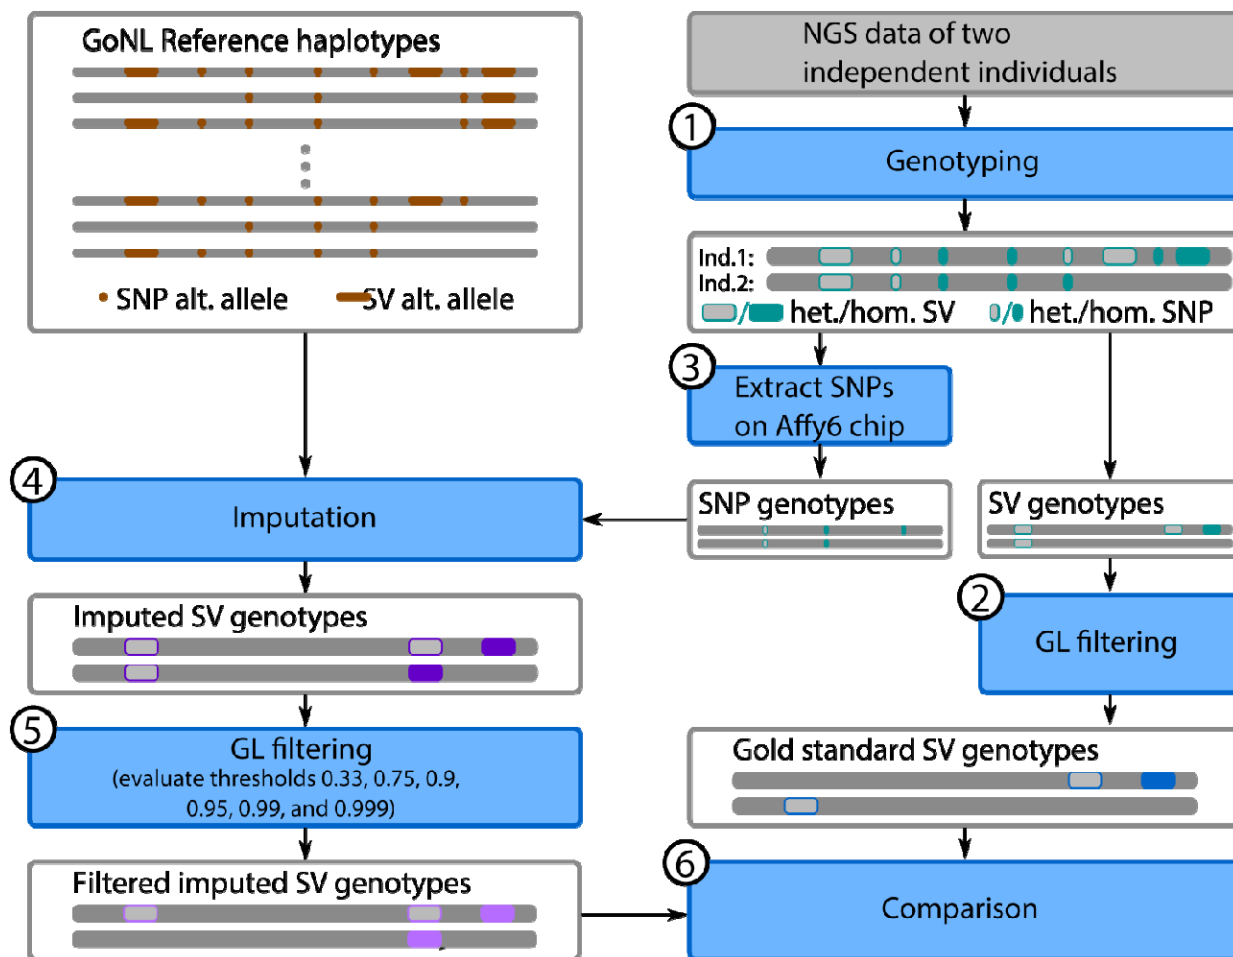 GoNL Reference haplotypes
SNP alt. allele
SV alt. allele
NGS data of two
independent individuals
1
Genotyping
Ind.1:
Ind.2:
/ het./hom. SV
/ het./hom. SNP
3
Extract SNPs
on Affy6 chip
4
Imputation
SNP genotypes
SV genotypes
Imputed SV genotypes
2
GL filtering
5
GL filtering
(evaluate thresholds 0.33, 0.75, 0.9,
0.95, 0.99, and 0.999)
Gold standard SV genotypes
Filtered imputed SV genotypes
6
Comparison